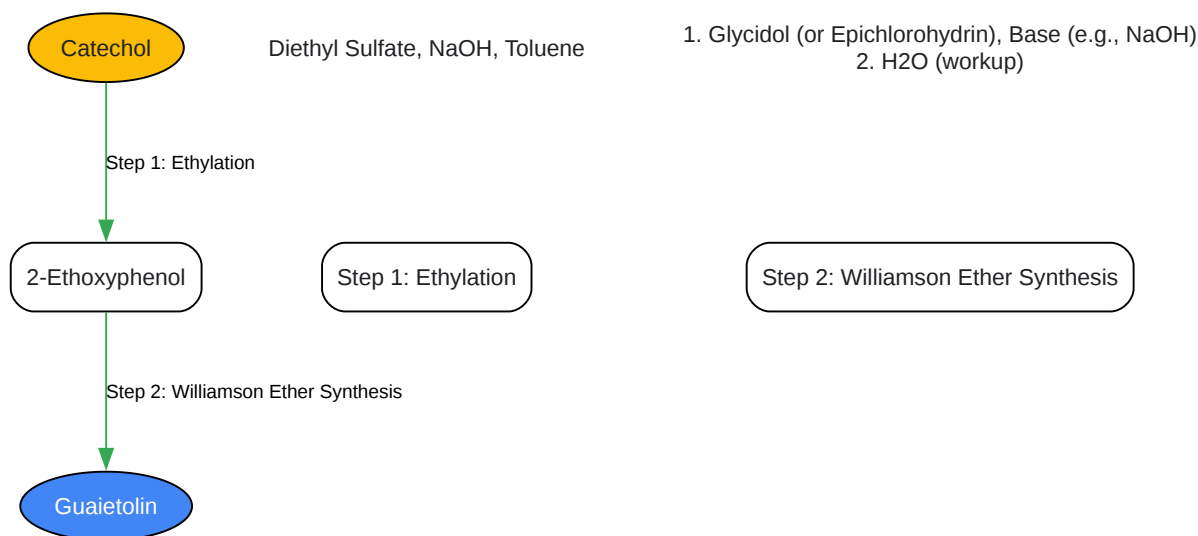 Catechol
Diethyl Sulfate, NaOH, Toluene
1. Glycidol (or Epichlorohydrin), Base (e.g., NaOH)
2. H2O (workup)
Step 1: Ethylation
2-Ethoxyphenol
Step 1: Ethylation
Step 2: Williamson Ether Synthesis
Step 2: Williamson Ether Synthesis
Guaietolin